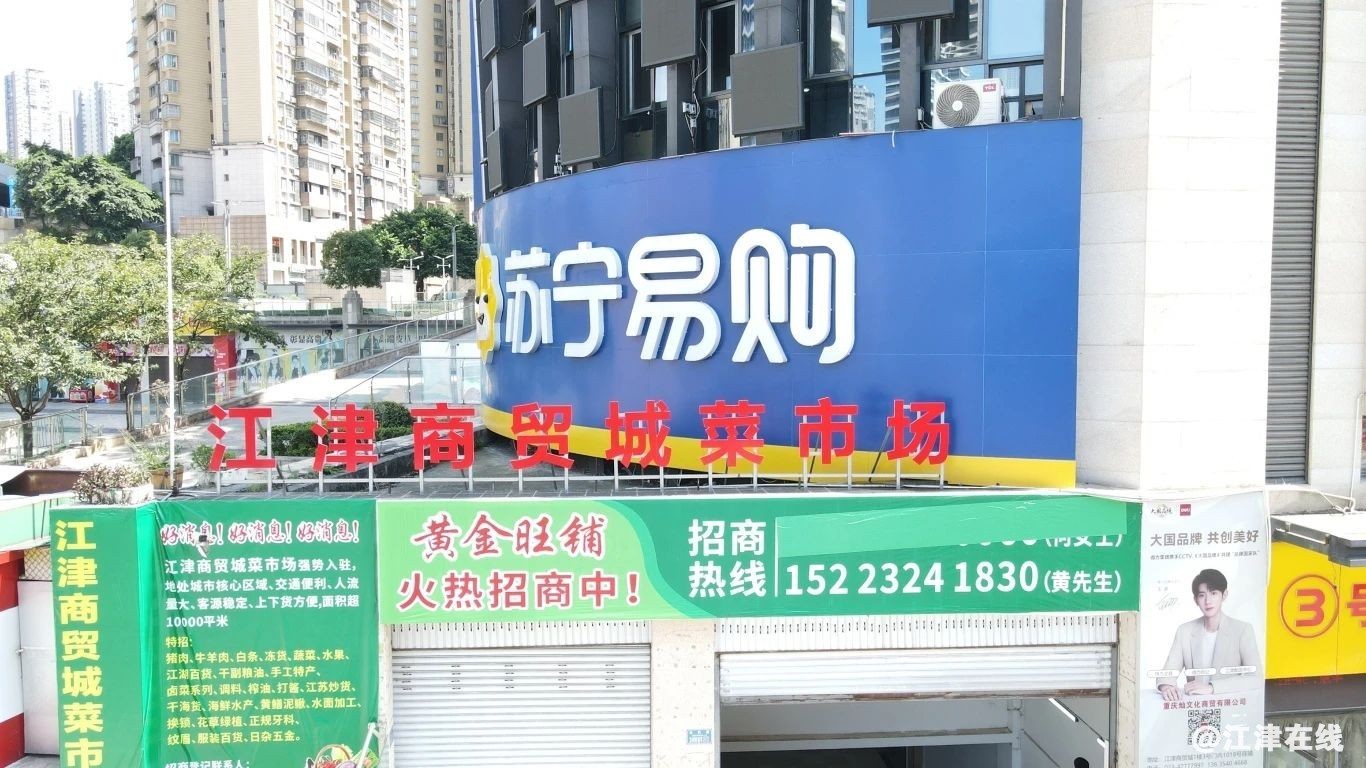 TCL
苏宁易购
江津商贸城菜市场
江津商贸城菜市
好消息！好消息！好消息！
江津商贸城菜市场强势入驻，
地处城市核心区域、交通便利、人流
量大、客源稳定、上下货方便，面积超
10000平米
特招：
猪肉、牛羊肉、白条、冻货、蔬菜、水果、
江湖百货、干副粮油、手工特产、
卤菜系列、调料、榨油、打酱、江苏炒货、
干海货、海鲜水产、黄鳝泥鳅、水面加工、
换锁、花草绿植、正规牙科、
纹眉、服装百货、日杂五金。
招商登记联系人：
黄金旺铺
火热招商中！
招商
热线
152 2324 1830（黄先生）
大国品牌 共创美好
重庆灿文化商贸有限公司
③号
@江津在线